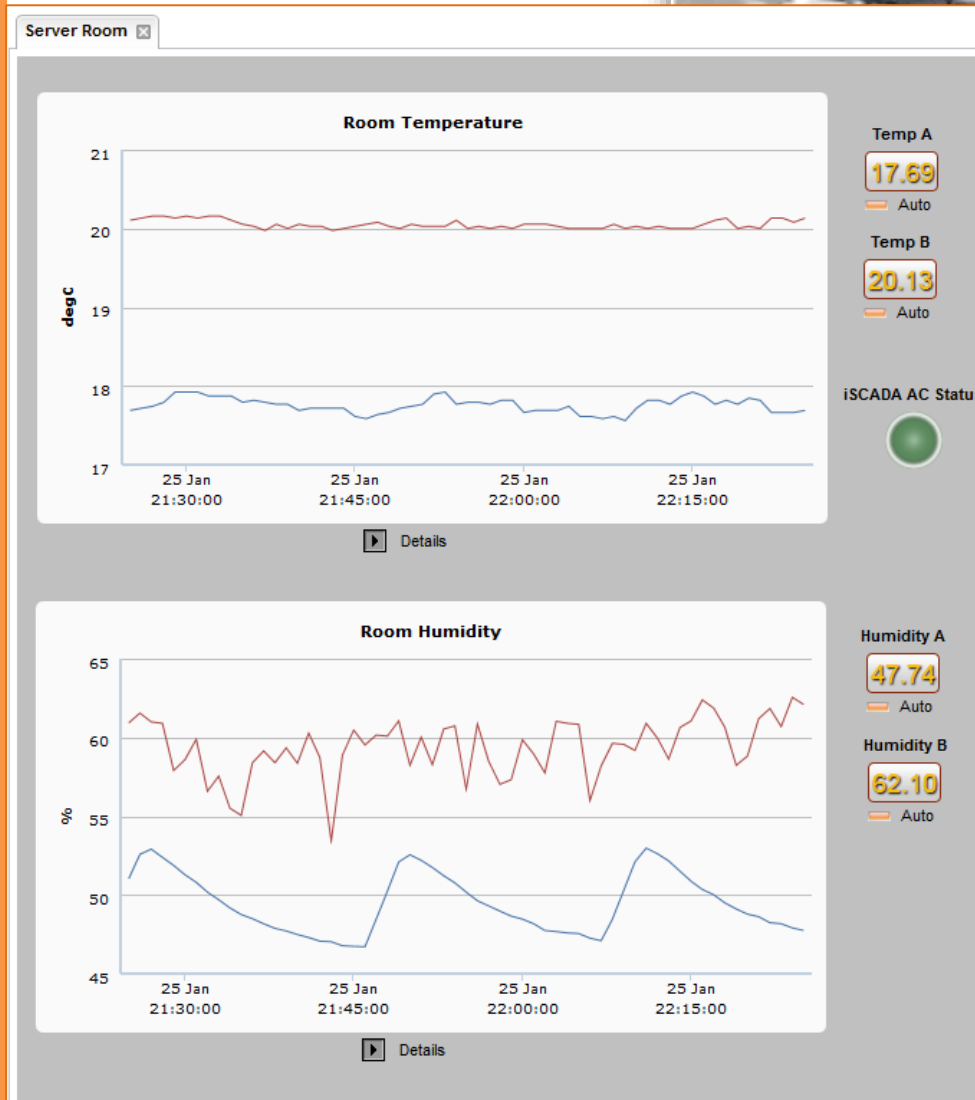 Server Room
Room Temperature
21
20
19
18
17
degC
25 Jan
21:30:00
25 Jan
21:45:00
25 Jan
22:00:00
25 Jan
22:15:00
Details
Temp A
17.69
Auto
Temp B
20.13
Auto
iSCADA AC Statu
Room Humidity
65
60
55
50
45
%
25 Jan
21:30:00
25 Jan
21:45:00
25 Jan
22:00:00
25 Jan
22:15:00
Details
Humidity A
47.74
Auto
Humidity B
62.10
Auto